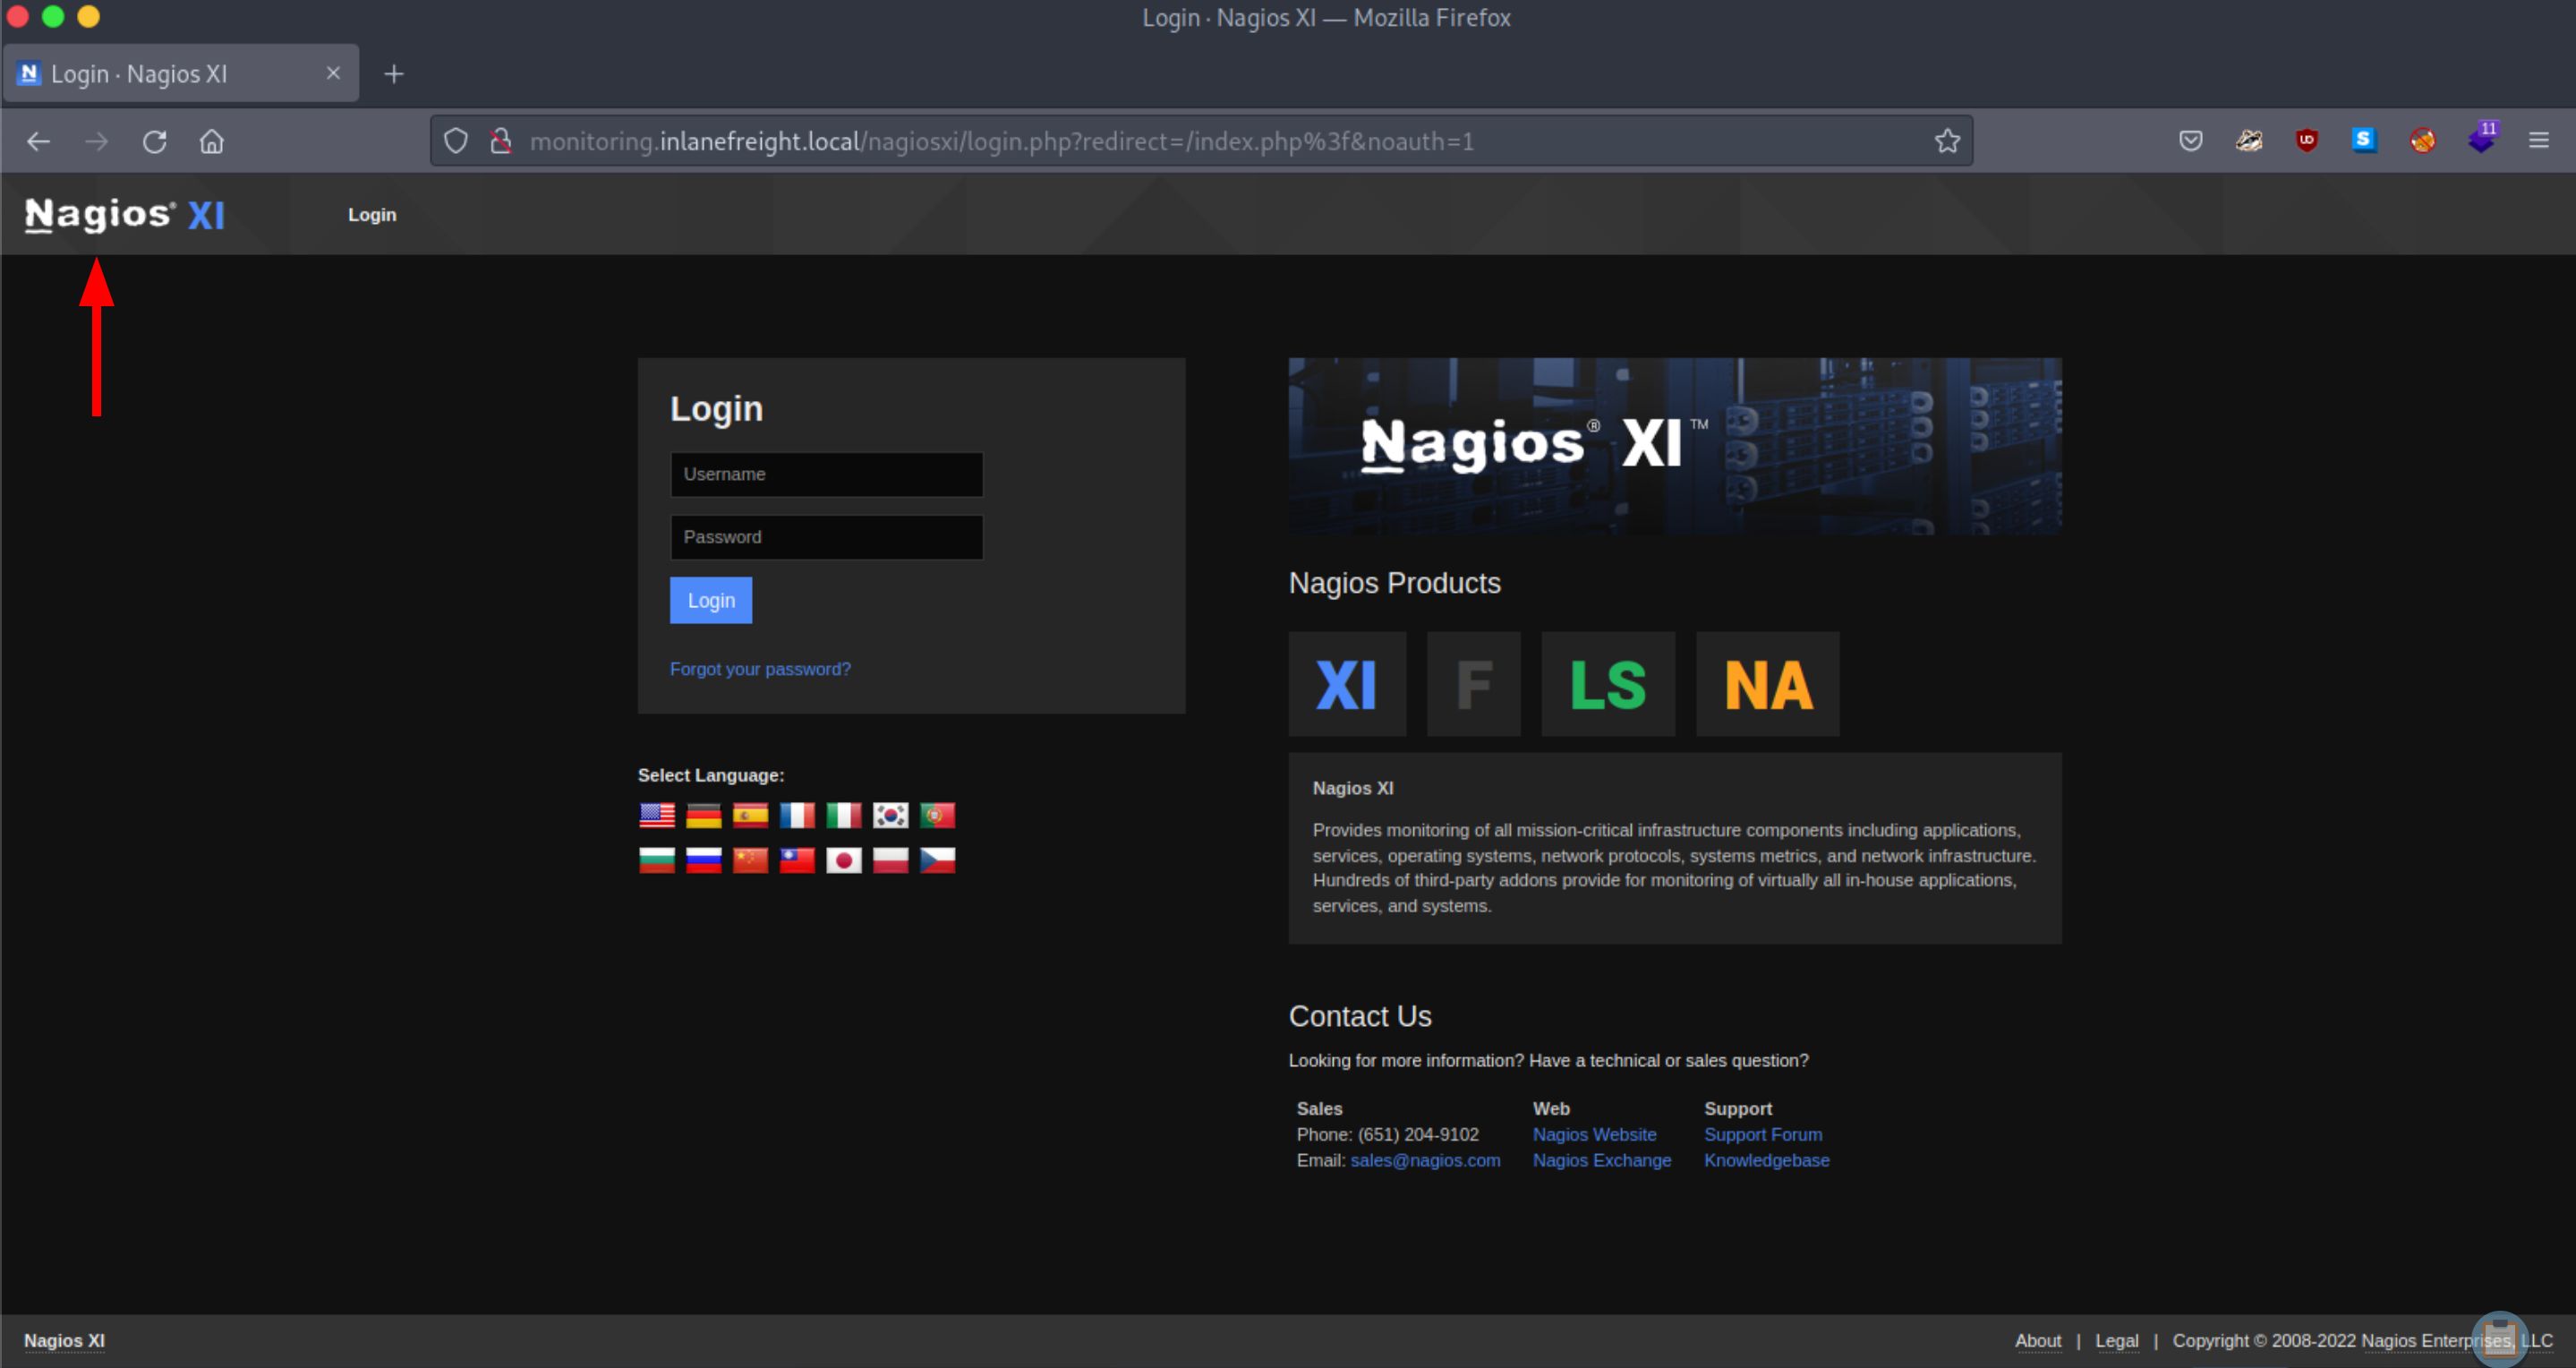 Login · Nagios XI — Mozilla Firefox
N Login · Nagios XI
monitoring.inlanefreight.local/nagiosxi/login.php?redirect=/index.php%3f&noauth=1
UD S 11
Nagios® XI Login
Login
Username
Password
Login
Forgot your password?
Select Language:
Nagios® XI™
Nagios Products
XI F LS NA
Nagios XI
Provides monitoring of all mission-critical infrastructure components including applications,
services, operating systems, network protocols, systems metrics, and network infrastructure.
Hundreds of third-party addons provide for monitoring of virtually all in-house applications,
services, and systems.
Contact Us
Looking for more information? Have a technical or sales question?
Sales Web Support
Phone: (651) 204-9102 Nagios Website Support Forum
Email: sales@nagios.com Nagios Exchange Knowledgebase
Nagios XI About | Legal | Copyright © 2008-2022 Nagios Enterprises, LLC